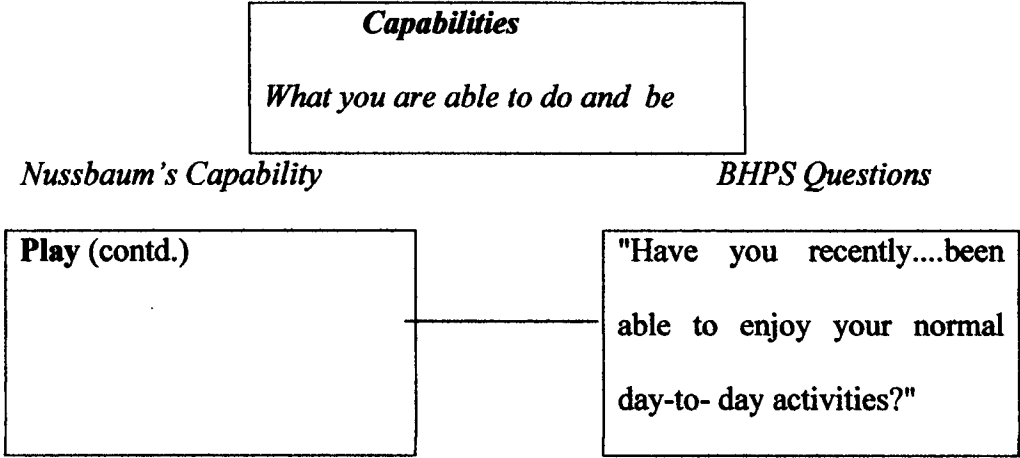 Capabilities
What you are able to do and be
Nussbaum's Capability
BHPS Questions
Play (contd.)
"Have you recently....been
able to enjoy your normal
day-to- day activities?"